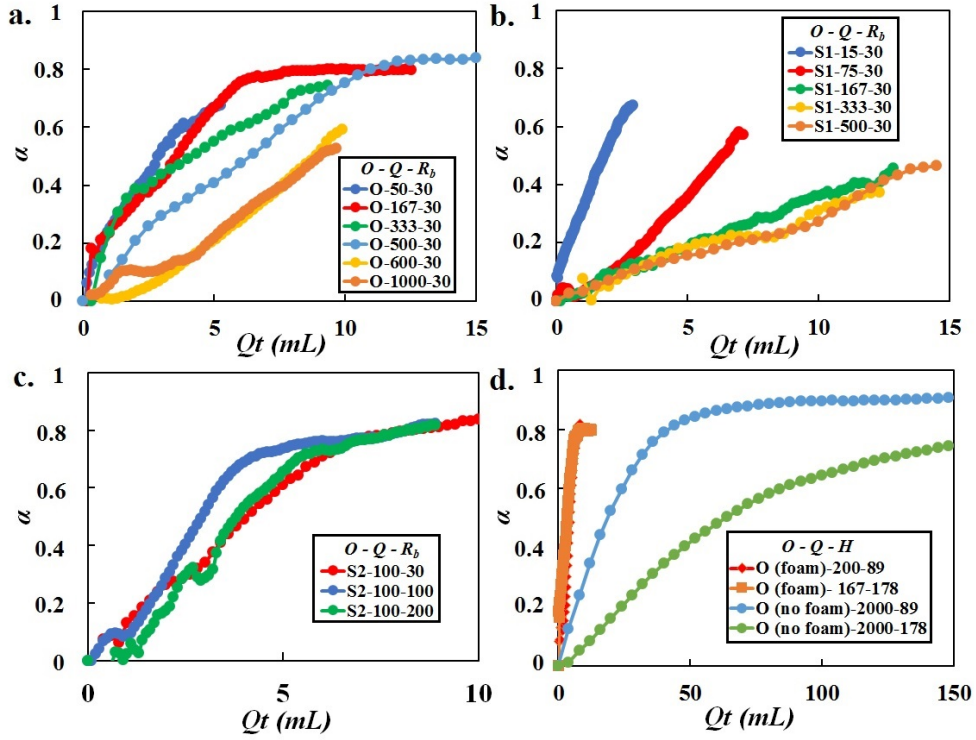 a.
1
0.8
0.6
0.4
0.2
0
α
0
5
10
15
Qt (mL)
O - Q - Rb
O-50-30
O-167-30
O-333-30
O-500-30
O-600-30
O-1000-30
b.
1
0.8
0.6
0.4
0.2
0
α
0
5
10
15
Qt (mL)
O - Q - Rb
S1-15-30
S1-75-30
S1-167-30
S1-333-30
S1-500-30
c.
1
0.8
0.6
0.4
0.2
0
α
0
5
10
Qt (mL)
O - Q - Rb
S2-100-30
S2-100-100
S2-100-200
d.
1
0.8
0.6
0.4
0.2
0
α
0
50
100
150
Qt (mL)
O - Q - H
O (foam)-200-89
O (foam)- 167-178
O (no foam)-2000-89
O (no foam)-2000-178